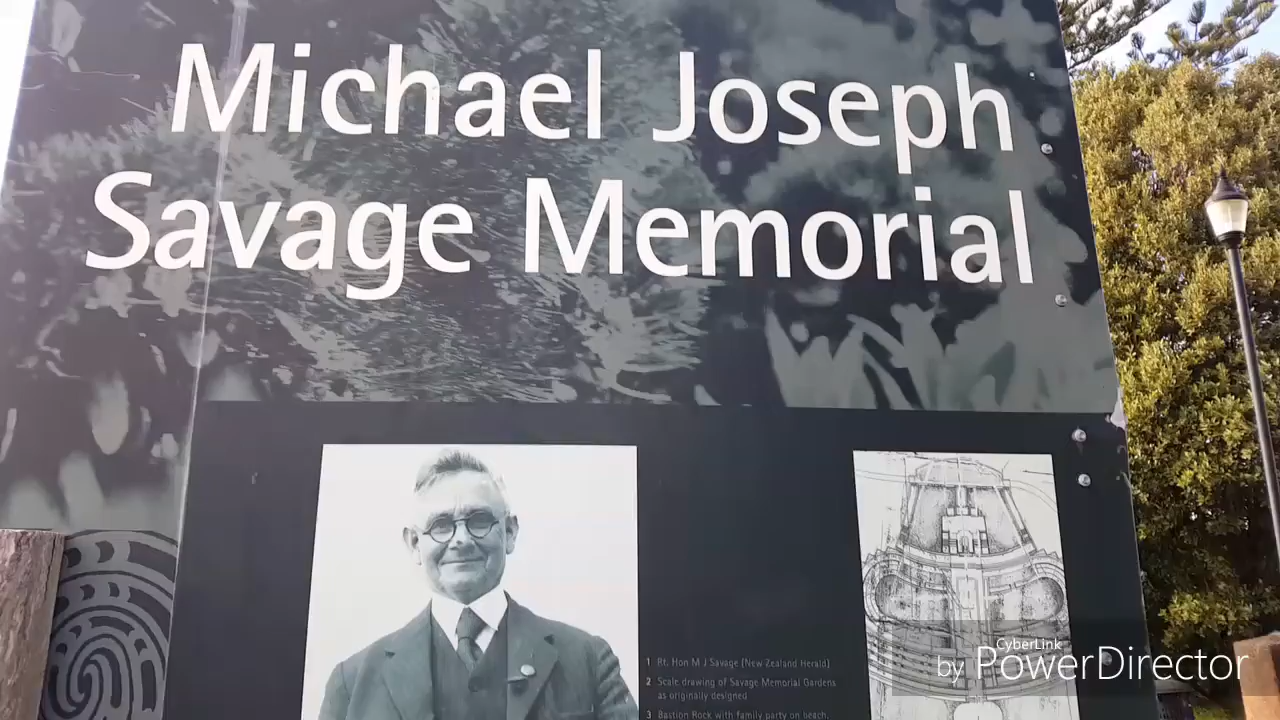 Michael Joseph
Savage Memorial
1 Rt. Hon M J Savage (New Zealand Herald)
2 Scale drawing of Savage Memorial Gardens
as originally designed
3 Bastion Rock with family party on beach,
CyberLink
by PowerDirector